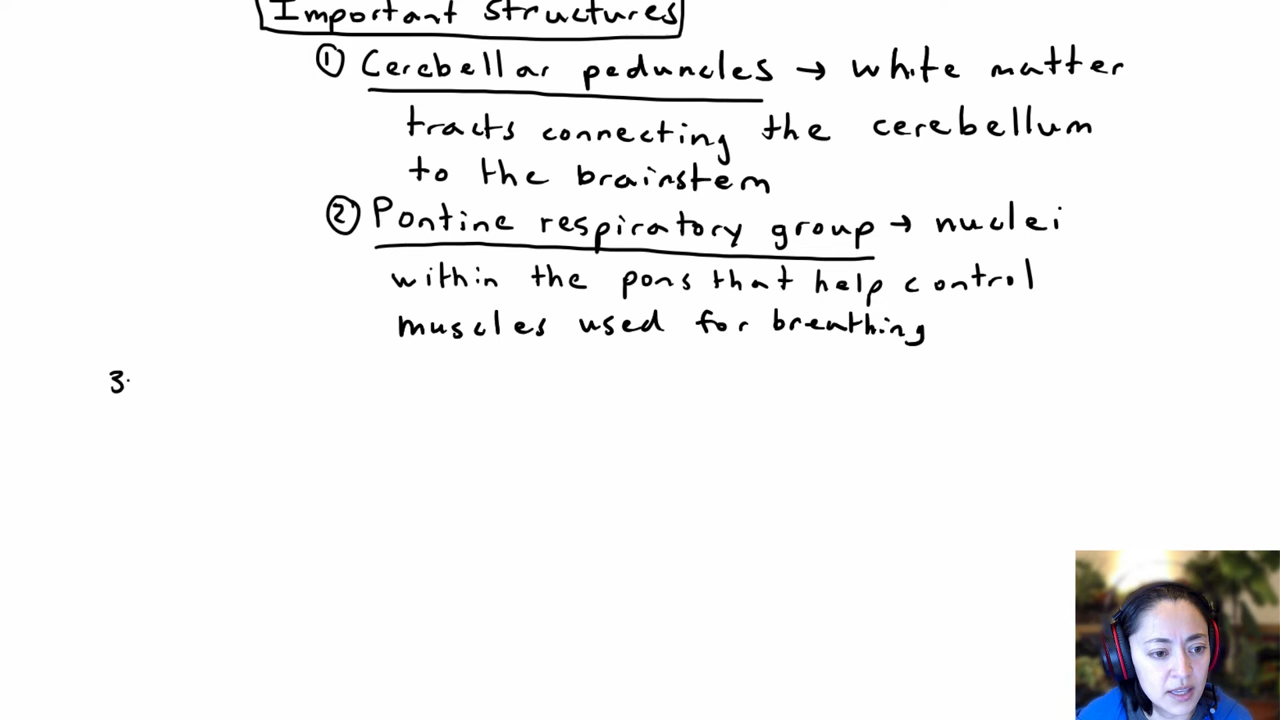 Important Structures
① Cerebellar peduncles → white matter
tracts connecting the cerebellum
to the brainstem
② Pontine respiratory group → nuclei
within the pons that help control
muscles used for breathing
3.